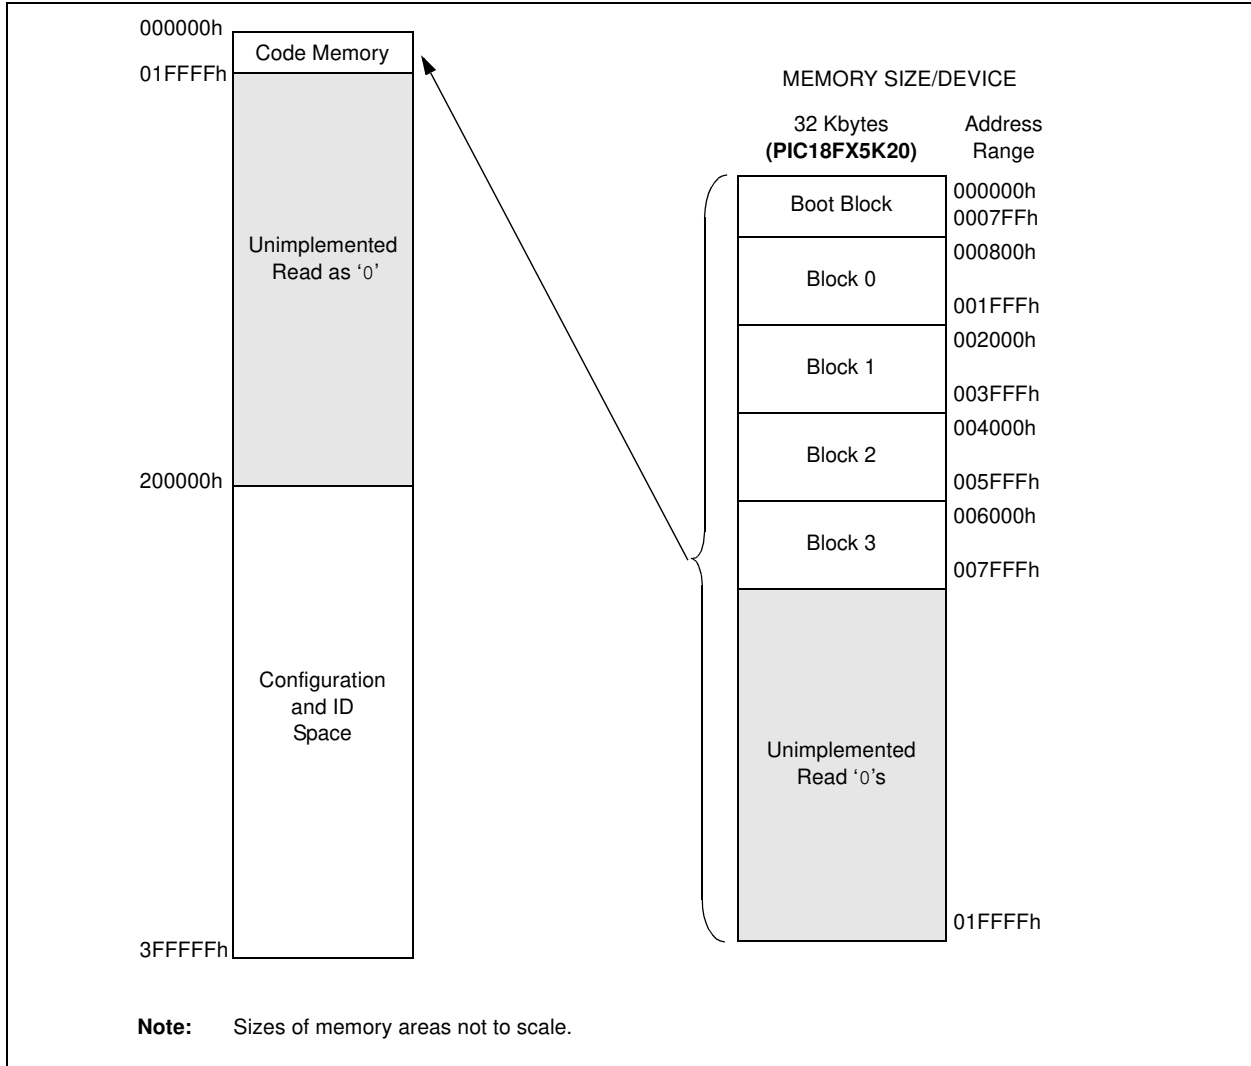 000000h
Code Memory
01FFFFh
Unimplemented
Read as ‘0’
200000h
Configuration
and ID
Space
3FFFFFh
MEMORY SIZE/DEVICE
32 Kbytes
(PIC18FX5K20)
Address
Range
Boot Block
000000h
0007FFh
Block 0
000800h
001FFFh
Block 1
002000h
003FFFh
Block 2
004000h
005FFFh
Block 3
006000h
007FFFh
Unimplemented
Read ‘0’s
01FFFFh
Note: Sizes of memory areas not to scale.